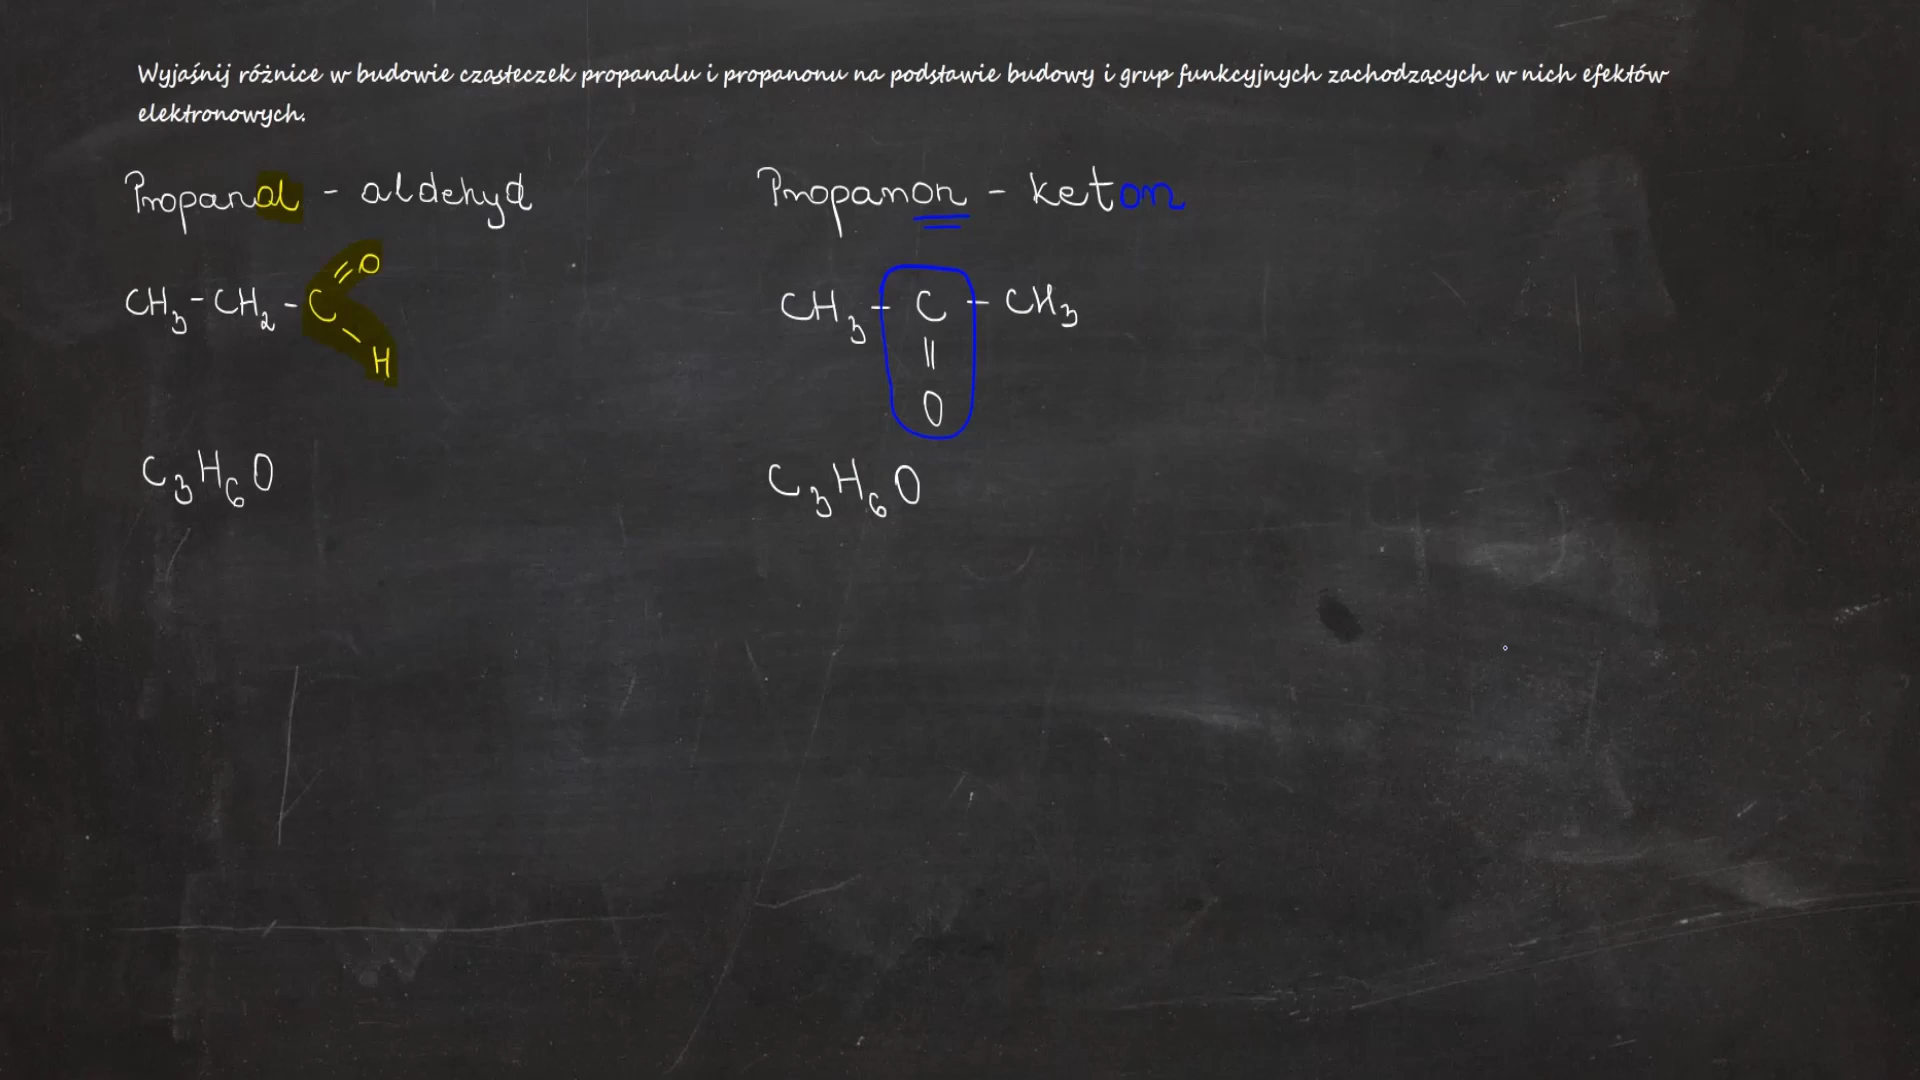 Wyjaśnij różnice w budowie cząsteczek propanalu i propanonu na podstawie budowy i grup funkcyjnych zachodzących w nich efektów
elektronowych.
Propanal - aldehyd
Propanon - keton
=O
CH3-CH2-C
H
CH3-C-CH3
||
O
C3H6O
C3H6O